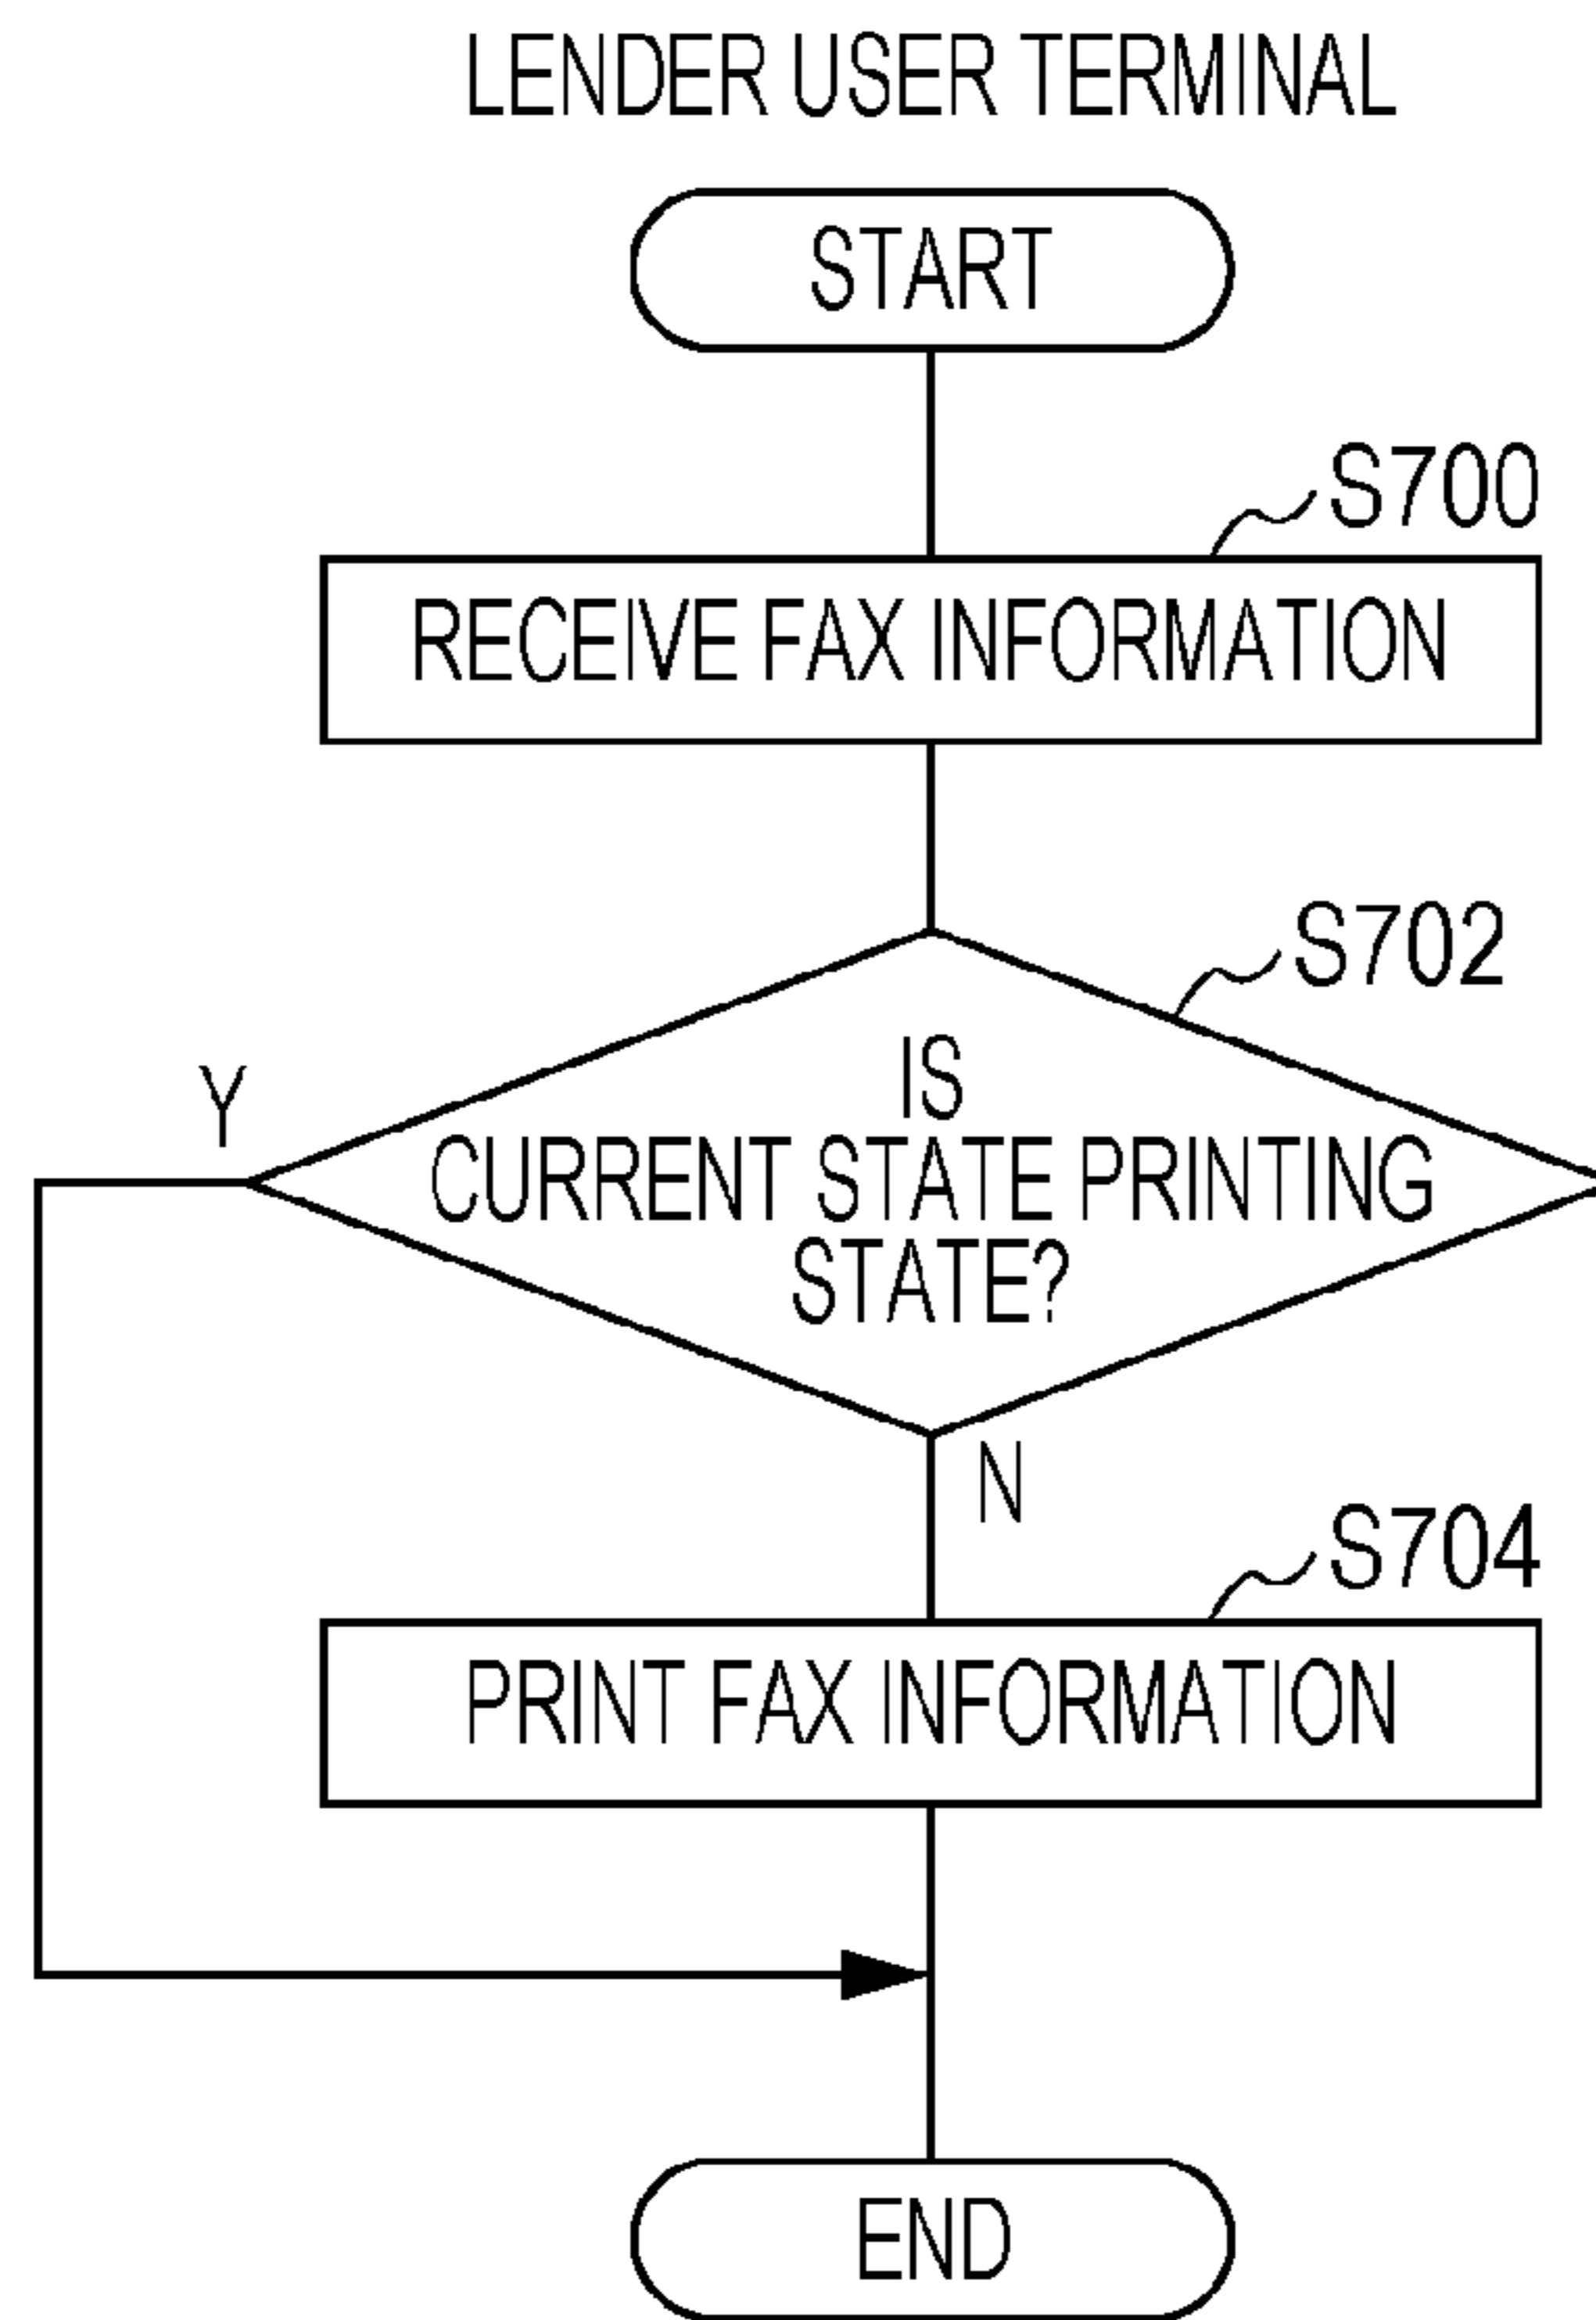 LENDER USER TERMINAL
START
S700
RECEIVE FAX INFORMATION
S702
IS
CURRENT STATE PRINTING
STATE?
Y
N
S704
PRINT FAX INFORMATION
END